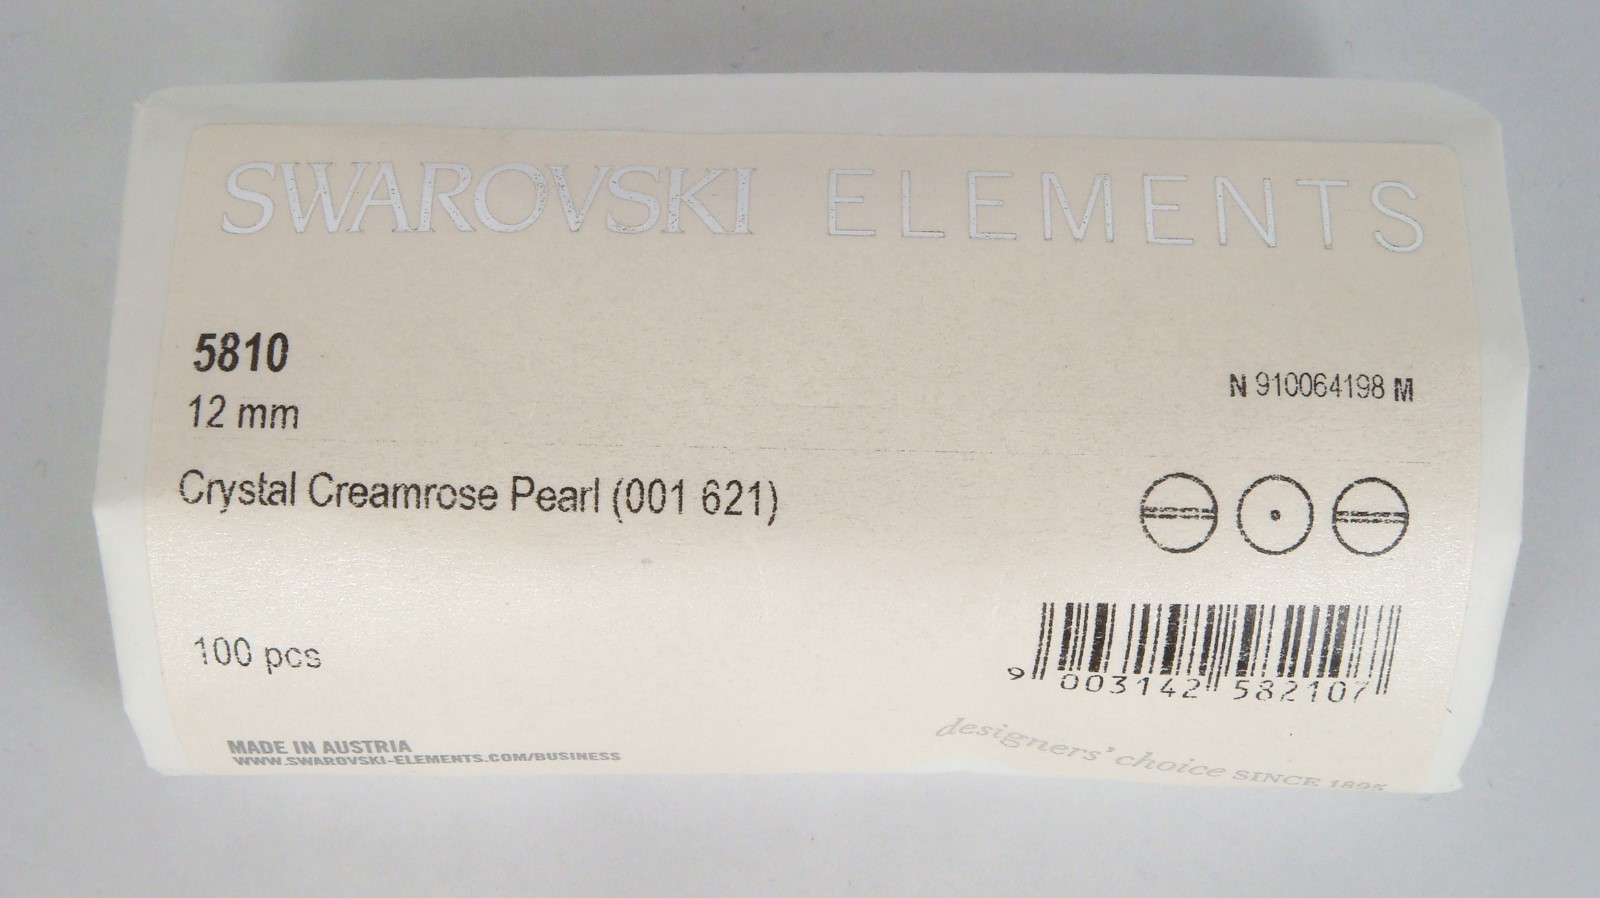 SWAROVSKI ELEMENTS
5810
12 mm
N 910064198 M
Crystal Creamrose Pearl (001 621)
100 pcs
9 003142 582107
MADE IN AUSTRIA
WWW.SWAROVSKI-ELEMENTS.COM/BUSINESS
designers' choice SINCE 1895